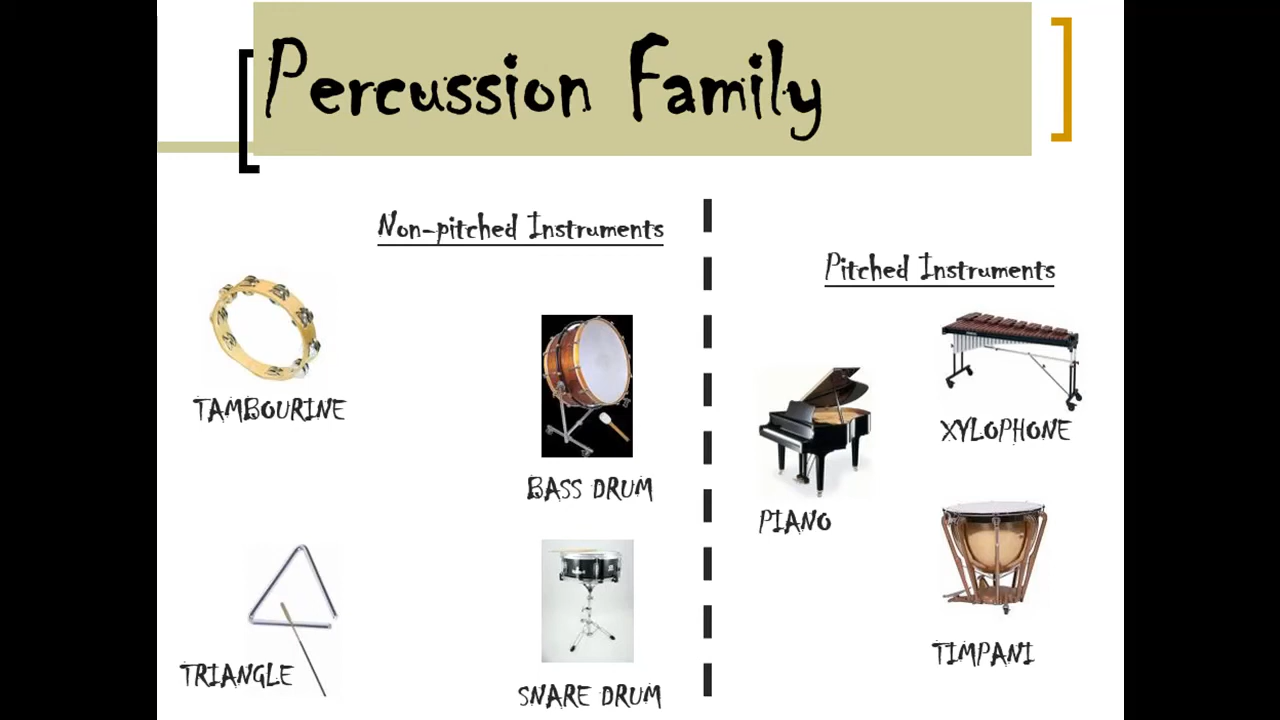 Percussion Family
Non-pitched Instruments
TAMBOURINE
BASS DRUM
TRIANGLE
SNARE DRUM
Pitched Instruments
XYLOPHONE
PIANO
TIMPANI